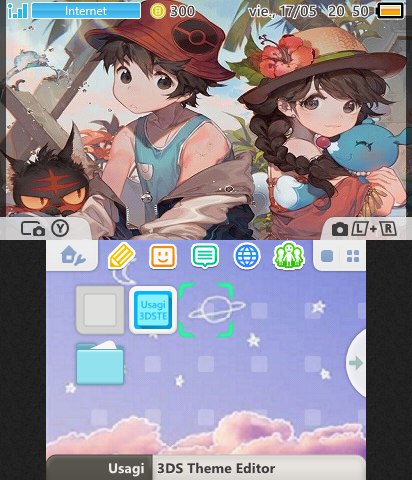 Internet 300 vie., 17/05 20 50
Y L + R
Usagi
3DSTE
Usagi 3DS Theme Editor